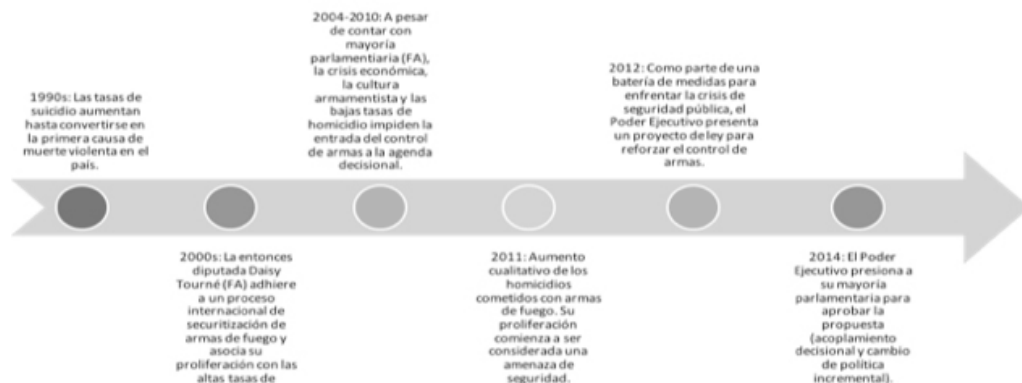 1990s: Las tasas de
suicidio aumentan
hasta convertirse en
la primera causa de
muerte violenta en el
país.
2000s: La entonces
diputada Daisy
Tourné (FA) adhiere
a un proceso
internacional de
securitización de
armas de fuego y
asocia su
proliferación con las
altas tasas de
2004-2010: A pesar
de contar con
mayoría
parlamentiaria (FA),
la crisis económica,
la cultura
armamentista y las
bajas tasas de
homicidio impiden la
entrada del control
de armas a la agenda
decisional.
2011: Aumento
cualitativo de los
homicidios
cometidos con armas
de fuego. Su
proliferación
comienza a ser
considerada una
amenaza de
seguridad.
2012: Como parte de una
batería de medidas para
enfrentar la crisis de
seguridad pública, el
Poder Ejecutivo presenta
un proyecto de ley para
reforzar el control de
armas.
2014: El Poder
Ejecutivo presiona a
su mayoría
parlamentaria para
aprobar la
propuesta
(acoplamiento
decisional y cambio
de política
incremental).